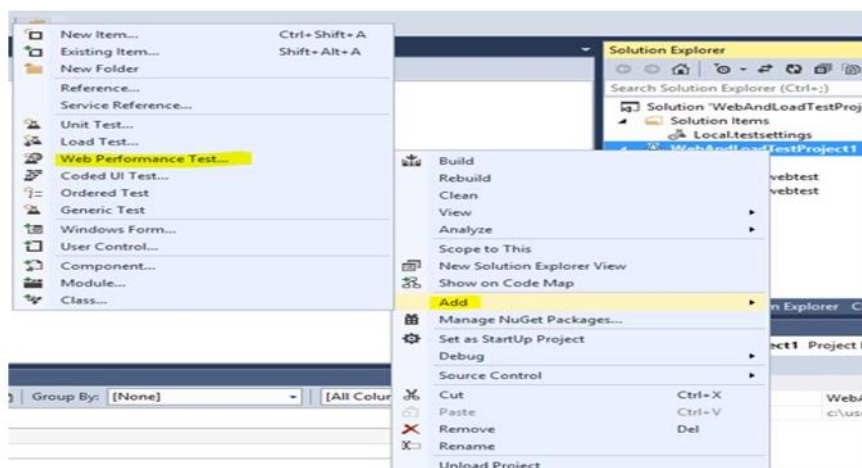 New Item... Ctrl+Shift+A
Existing Item... Shift+Alt+A
New Folder
Reference...
Service Reference...
Unit Test...
Load Test...
Web Performance Test...
Coded UI Test...
Ordered Test
Generic Test
Windows Form...
User Control...
Component...
Module...
Class...
Solution Explorer
Search Solution Explorer (Ctrl+;)
Solution 'WebAndLoadTestProj
Solution Items
Local.testsettings
WebAndLoadTestProject1
webtest
webtest
Build
Rebuild
Clean
View
Analyze
Scope to This
New Solution Explorer View
Show on Code Map
Add
Manage NuGet Packages...
Set as StartUp Project
Debug
Source Control
Cut Ctrl+X
Paste Ctrl+V
Remove Del
Rename
Unload Project
n Explorer C
ect1 Project
WebA
c:\use
Group By: [None] [All Colur